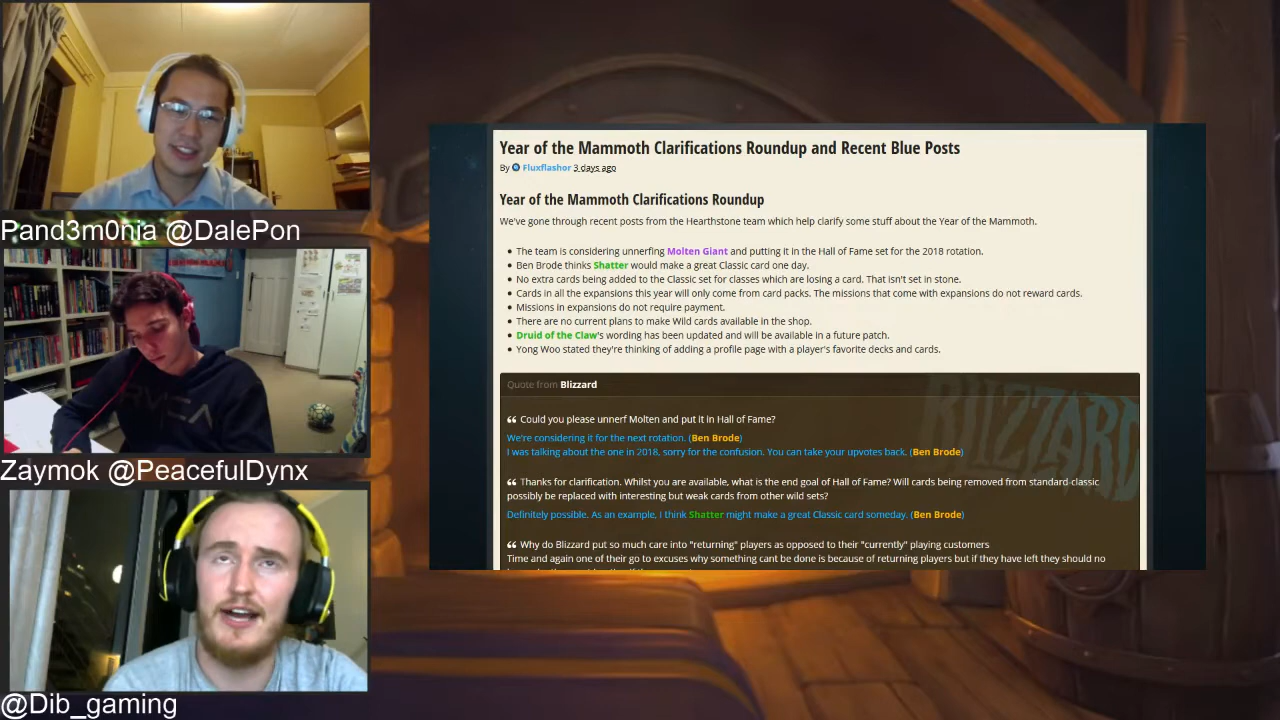 Pand3m0nia @DalePon
Zaymok @PeacefulDynx
@Dib_gaming
Year of the Mammoth Clarifications Roundup and Recent Blue Posts
By Fluxflashor 3 days ago
Year of the Mammoth Clarifications Roundup
We've gone through recent posts from the Hearthstone team which help clarify some stuff about the Year of the Mammoth.
• The team is considering unnerfing Molten Giant and putting it in the Hall of Fame set for the 2018 rotation.
• Ben Brode thinks Shatter would make a great Classic card one day.
• No extra cards being added to the Classic set for classes which are losing a card. That isn't set in stone.
• Cards in all the expansions this year will only come from card packs. The missions that come with expansions do not reward cards.
• Missions in expansions do not require payment.
• There are no current plans to make Wild cards available in the shop.
• Druid of the Claw's wording has been updated and will be available in a future patch.
• Yong Woo stated they're thinking of adding a profile page with a player's favorite decks and cards.
Quote from Blizzard
BLIZZARD
“ Could you please unnerf Molten and put it in Hall of Fame?
We're considering it for the next rotation. (Ben Brode)
I was talking about the one in 2018, sorry for the confusion. You can take your upvotes back. (Ben Brode)
“ Thanks for clarification. Whilst you are available, what is the end goal of Hall of Fame? Will cards being removed from standard-classic
possibly be replaced with interesting but weak cards from other wild sets?
Definitely possible. As an example, I think Shatter might make a great Classic card someday. (Ben Brode)
“ Why do Blizzard put so much care into "returning" players as opposed to their "currently" playing customers
Time and again one of their go to excuses why something cant be done is because of returning players but if they have left they should no